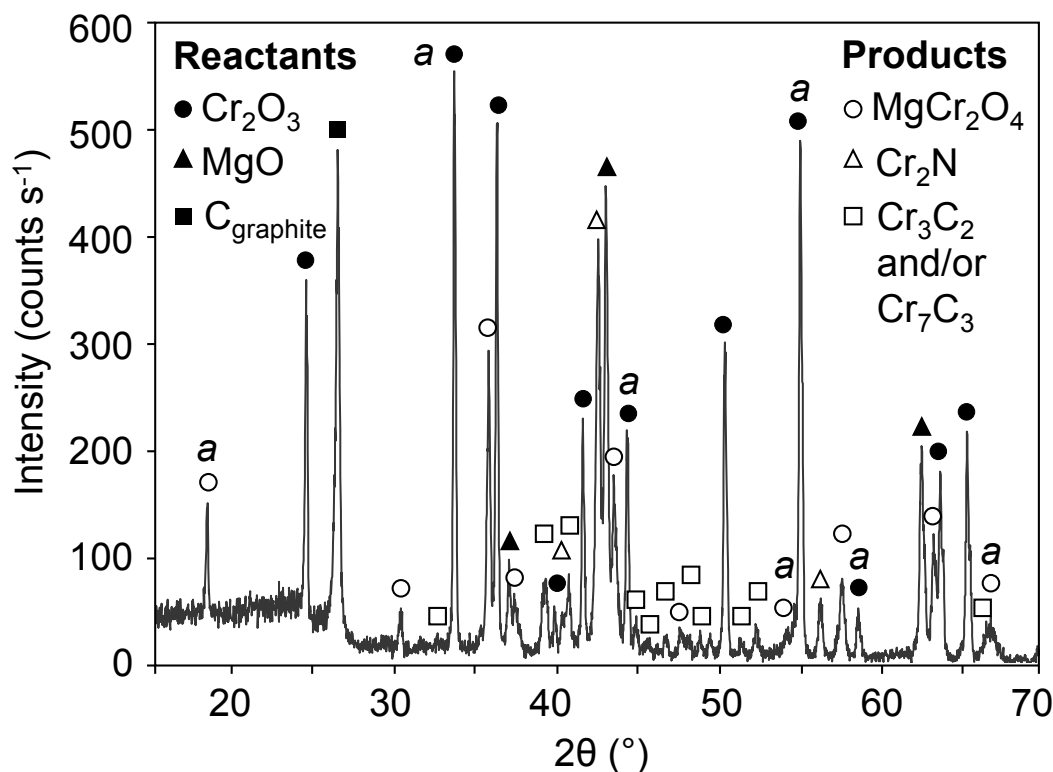 600
500
400
300
200
100
0
Intensity (counts s⁻¹)
Reactants
Cr₂O₃
MgO
C_graphite
Products
MgCr₂O₄
Cr₂N
Cr₃C₂
and/or
Cr₇C₃
a
a
a
a
a
a
a
20
30
40
50
60
70
2θ (°)